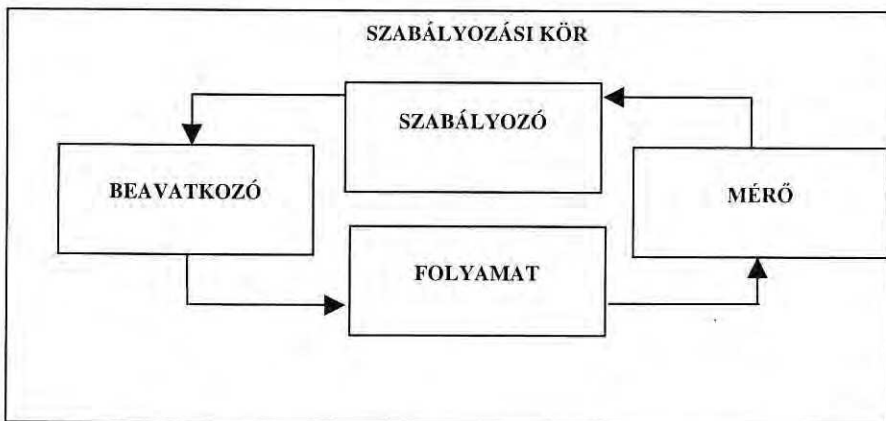 SZABÁLYOZÁSI KÖR
SZABÁLYOZÓ
BEAVATKOZÓ
MÉRŐ
FOLYAMAT